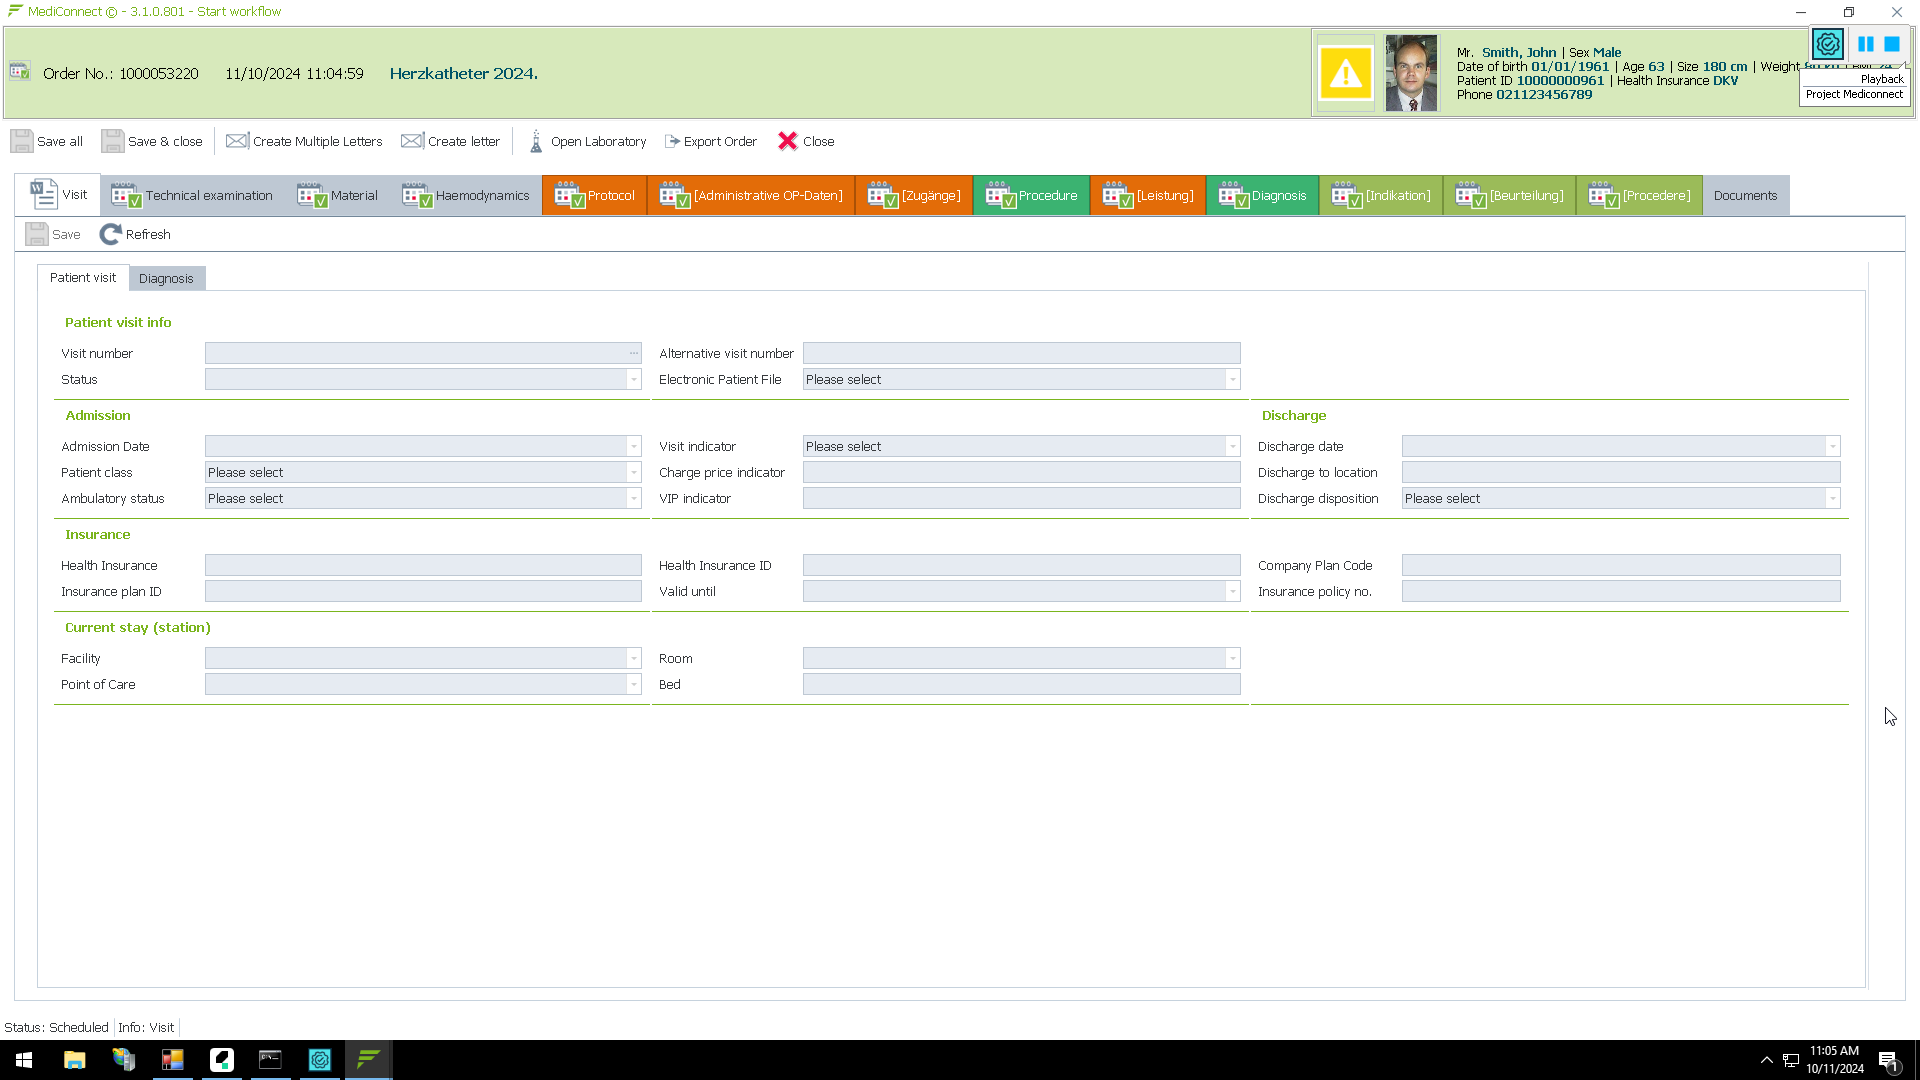 MediConnect © - 3.1.0.801 - Start workflow
Order No.: 1000053220 11/10/2024 11:04:59 Herzkatheter 2024.
Mr. Smith, John | Sex Male
Date of birth 01/01/1961 | Age 63 | Size 180 cm | Weight
Patient ID 10000000961 | Health Insurance DKV
Phone 021123456789
Playback
Project Mediconnect
Save all Save & close Create Multiple Letters Create letter Open Laboratory Export Order Close
Visit Technical examination Material Haemodynamics Protocol [Administrative OP-Daten] [Zugänge] Procedure [Leistung] Diagnosis [Indikation] [Beurteilung] [Procedere] Documents
Save Refresh
Patient visit Diagnosis
Patient visit info
Visit number ... Alternative visit number
Status Electronic Patient File Please select
Admission Discharge
Admission Date Visit indicator Please select Discharge date
Patient class Please select Charge price indicator Discharge to location
Ambulatory status Please select VIP indicator Discharge disposition Please select
Insurance
Health Insurance Health Insurance ID Company Plan Code
Insurance plan ID Valid until Insurance policy no.
Current stay (station)
Facility Room
Point of Care Bed
Status: Scheduled Info: Visit
11:05 AM
10/11/2024
1